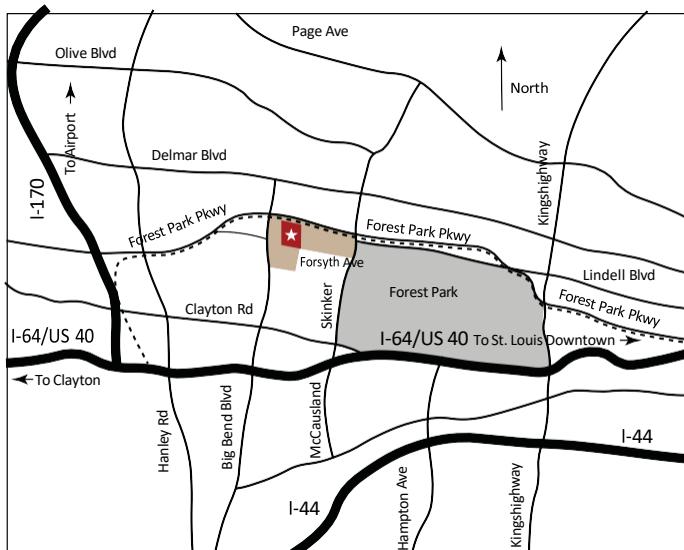 Page Ave
Olive Blvd
North
To Airport
Delmar Blvd
Kingshighway
I-170
Forest Park Pkwy
Forest Park Pkwy
Forsyth Ave
Lindell Blvd
Forest Park
Forest Park Pkwy
Skinker
Clayton Rd
I-64/US 40
I-64/US 40 To St. Louis Downtown
To Clayton
Hanley Rd
Big Bend Blvd
McCausland
I-44
Hampton Ave
Kingshighway
I-44